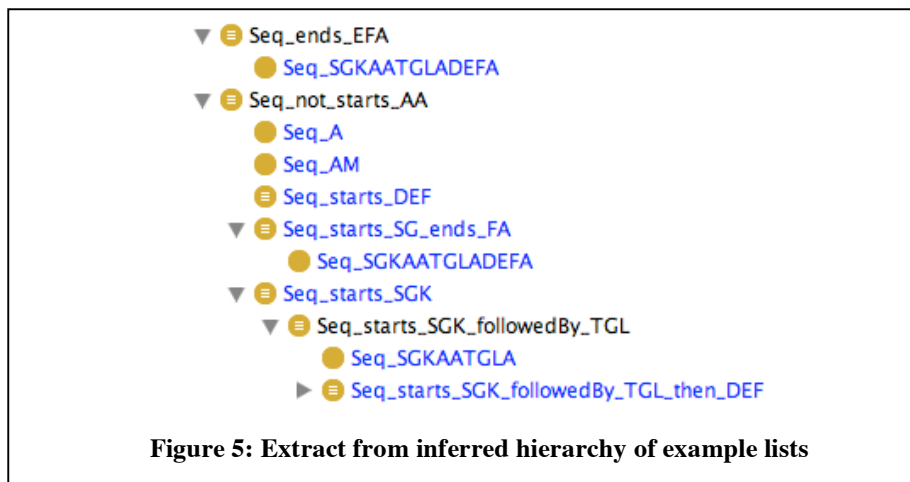 Seq_ends_EFA
Seq_SGKAATGLADEFA
Seq_not_starts_AA
Seq_A
Seq_AM
Seq_starts_DEF
Seq_starts_SG_ends_FA
Seq_SGKAATGLADEFA
Seq_starts_SGK
Seq_starts_SGK_followedBy_TGL
Seq_SGKAATGLA
Seq_starts_SGK_followedBy_TGL_then_DEF
Figure 5: Extract from inferred hierarchy of example lists